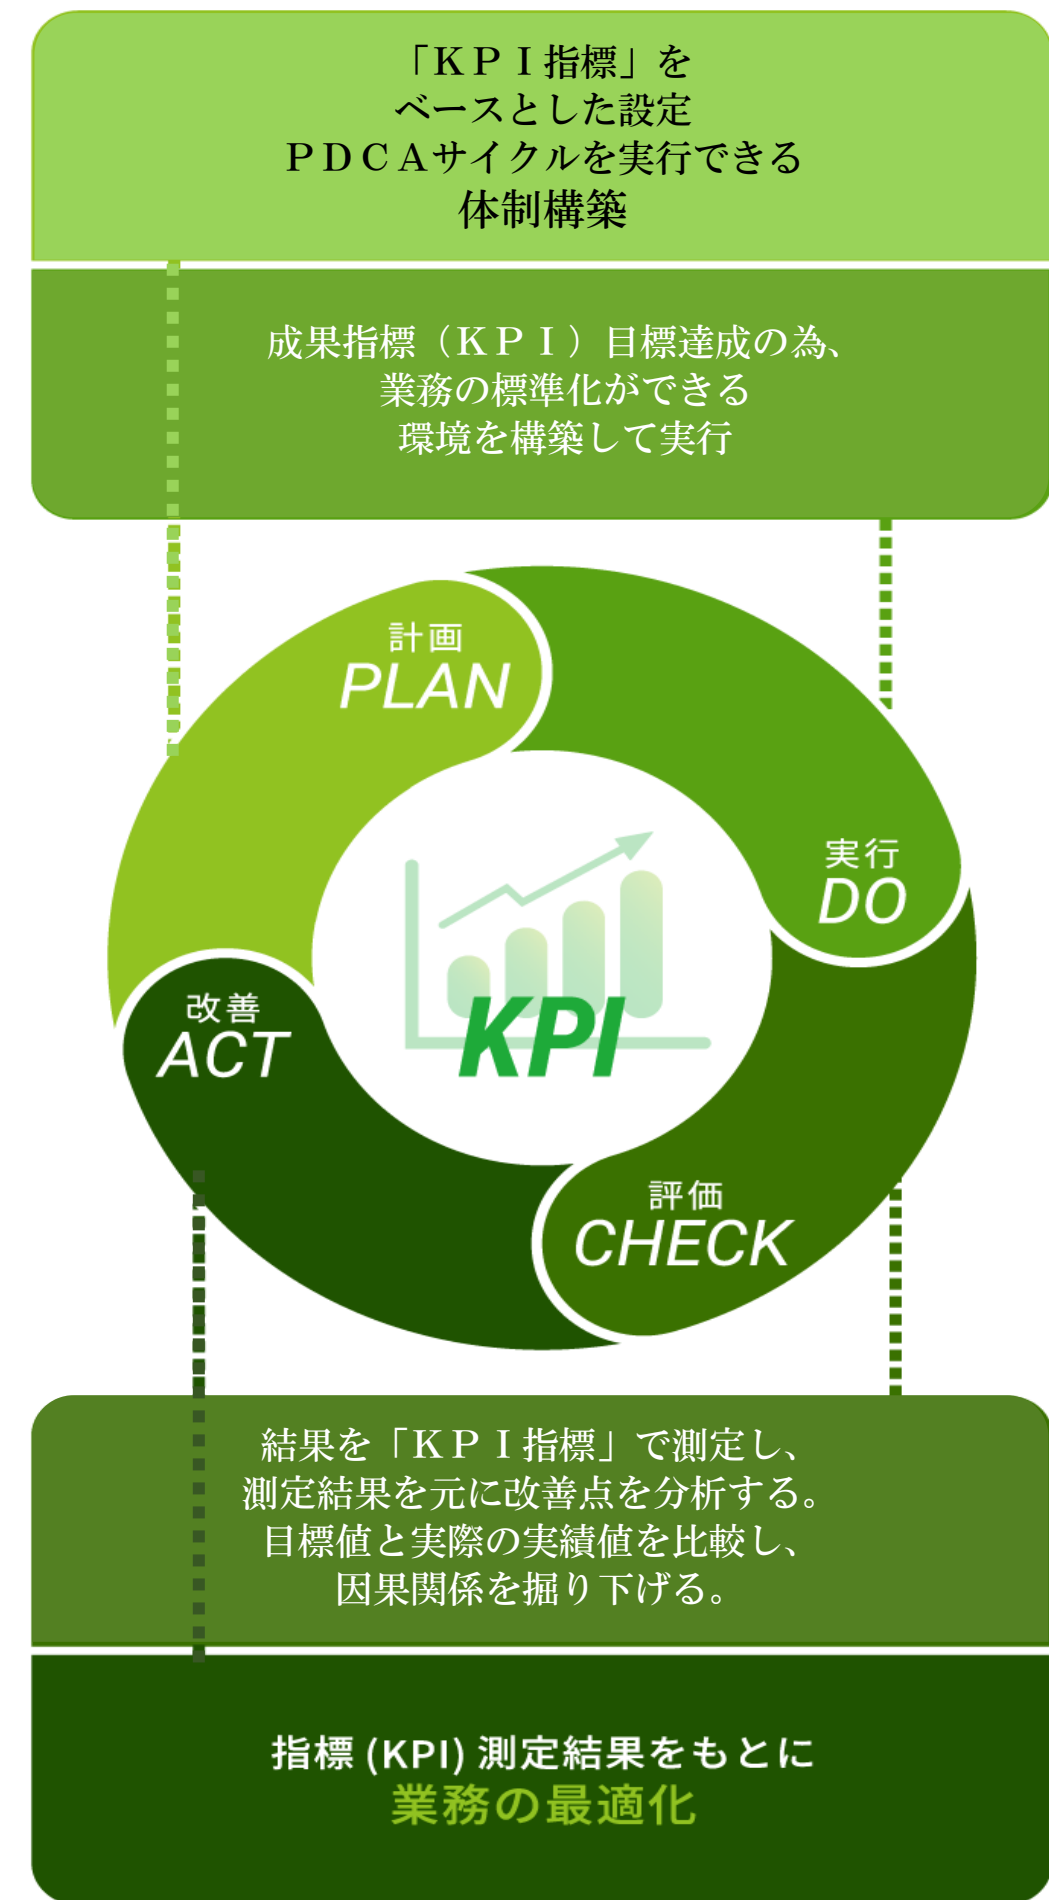 「ＫＰＩ指標」を
ベースとした設定
ＰＤＣＡサイクルを実行できる
体制構築
成果指標（ＫＰＩ）目標達成の為、
業務の標準化ができる
環境を構築して実行
計画
PLAN
実行
DO
改善
ACT
KPI
評価
CHECK
結果を「ＫＰＩ指標」で測定し、
測定結果を元に改善点を分析する。
目標値と実際の実績値を比較し、
因果関係を掘り下げる。
指標 (KPI) 測定結果をもとに
業務の最適化